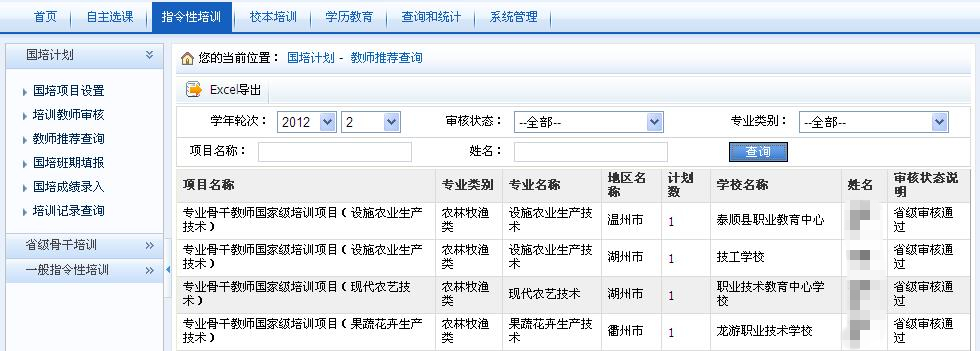 首页 自主选课 指令性培训 校本培训 学历教育 查询和统计 系统管理
国培计划
国培项目设置
培训教师审核
教师推荐查询
国培班期填报
国培成绩录入
培训记录查询
省级骨干培训
一般指令性培训
您的当前位置： 国培计划 - 教师推荐查询
Excel导出
学年轮次： 2012 2 审核状态： --全部-- 专业类别： --全部--
项目名称： 姓名： 查询
项目名称 专业类别 专业名称 地区名称 计划数 学校名称 姓名 审核状态说明
专业骨干教师国家级培训项目（设施农业生产技术） 农林牧渔类 设施农业生产技术 温州市 1 泰顺县职业教育中心 省级审核通过
专业骨干教师国家级培训项目（设施农业生产技术） 农林牧渔类 设施农业生产技术 湖州市 1 技工学校 省级审核通过
专业骨干教师国家级培训项目（现代农艺技术） 农林牧渔类 现代农艺技术 湖州市 1 职业技术教育中心学校 省级审核通过
专业骨干教师国家级培训项目（果蔬花卉生产技术） 农林牧渔类 果蔬花卉生产技术 衢州市 1 龙游职业技术学校 省级审核通过